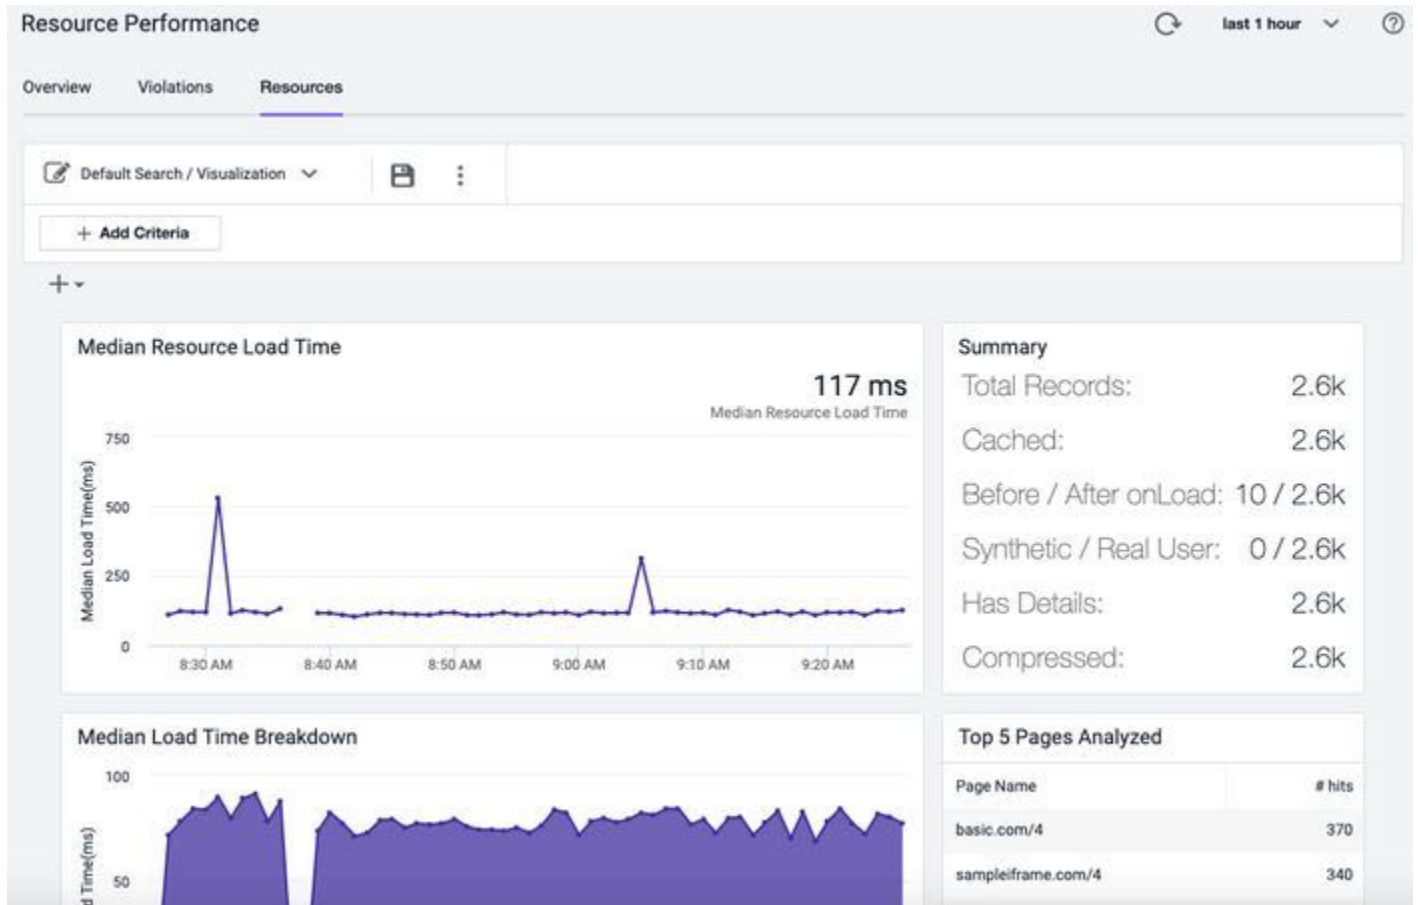 Resource Performance
last 1 hour
Overview
Violations
Resources
Default Search / Visualization
+ Add Criteria
Median Resource Load Time
117 ms
Median Resource Load Time
Median Load Time(ms)
750
500
250
0
8:30 AM
8:40 AM
8:50 AM
9:00 AM
9:10 AM
9:20 AM
Summary
Total Records: 2.6k
Cached: 2.6k
Before / After onLoad: 10 / 2.6k
Synthetic / Real User: 0 / 2.6k
Has Details: 2.6k
Compressed: 2.6k
Median Load Time Breakdown
Time(ms)
100
50
Top 5 Pages Analyzed
Page Name # hits
basic.com/4 370
sampleiframe.com/4 340